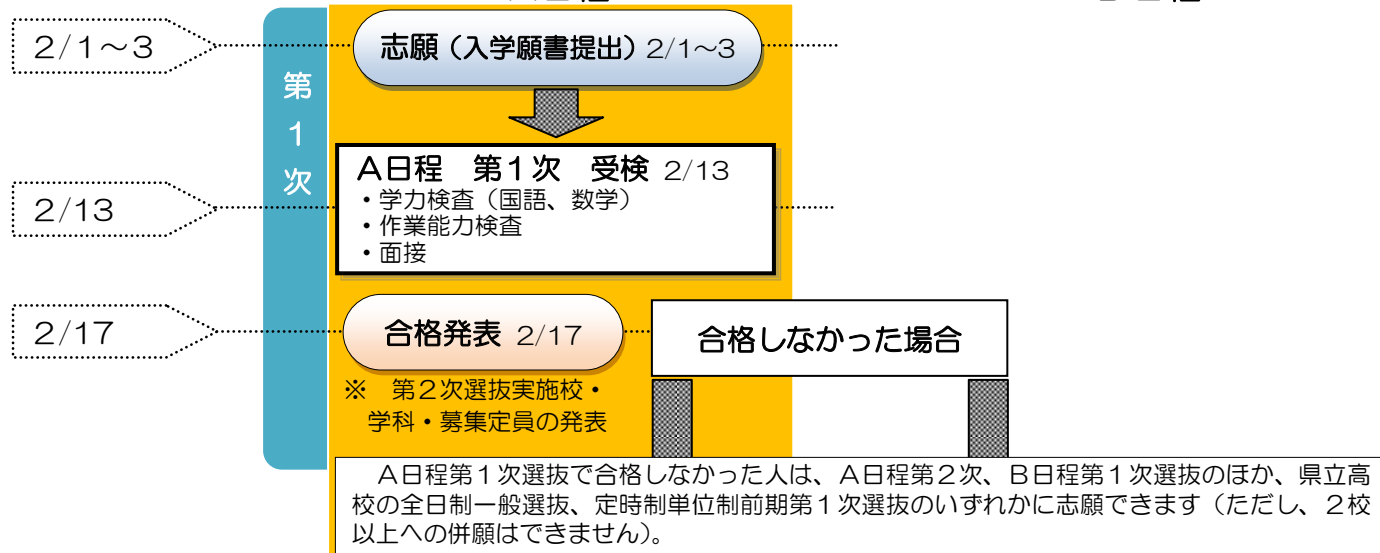 2/1～3
第1次
志願（入学願書提出）2/1～3
A日程　第1次　受検 2/13
・学力検査（国語、数学）
・作業能力検査
・面接
2/13
2/17
合格発表 2/17
合格しなかった場合
※　第2次選抜実施校・
学科・募集定員の発表
A日程第1次選抜で合格しなかった人は、A日程第2次、B日程第1次選抜のほか、県立高
校の全日制一般選抜、定時制単位制前期第1次選抜のいずれかに志願できます（ただし、2校
以上への併願はできません）。